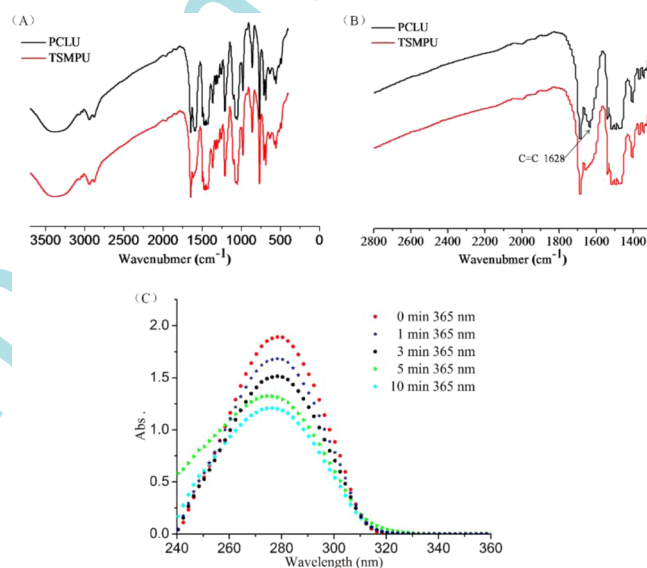 (A)
PCLU
TSMPU
3500 3000 2500 2000 1500 1000 500 0
Wavenubmer (cm-1)
(B)
PCLU
TSMPU
C=C 1628
2800 2600 2400 2200 2000 1800 1600 1400
Wavenubmer (cm-1)
(C)
0 min 365 nm
1 min 365 nm
3 min 365 nm
5 min 365 nm
10 min 365 nm
2.0
1.5
1.0
0.5
0.0
Abs.
240 260 280 300 320 340 360
Wavelength (nm)